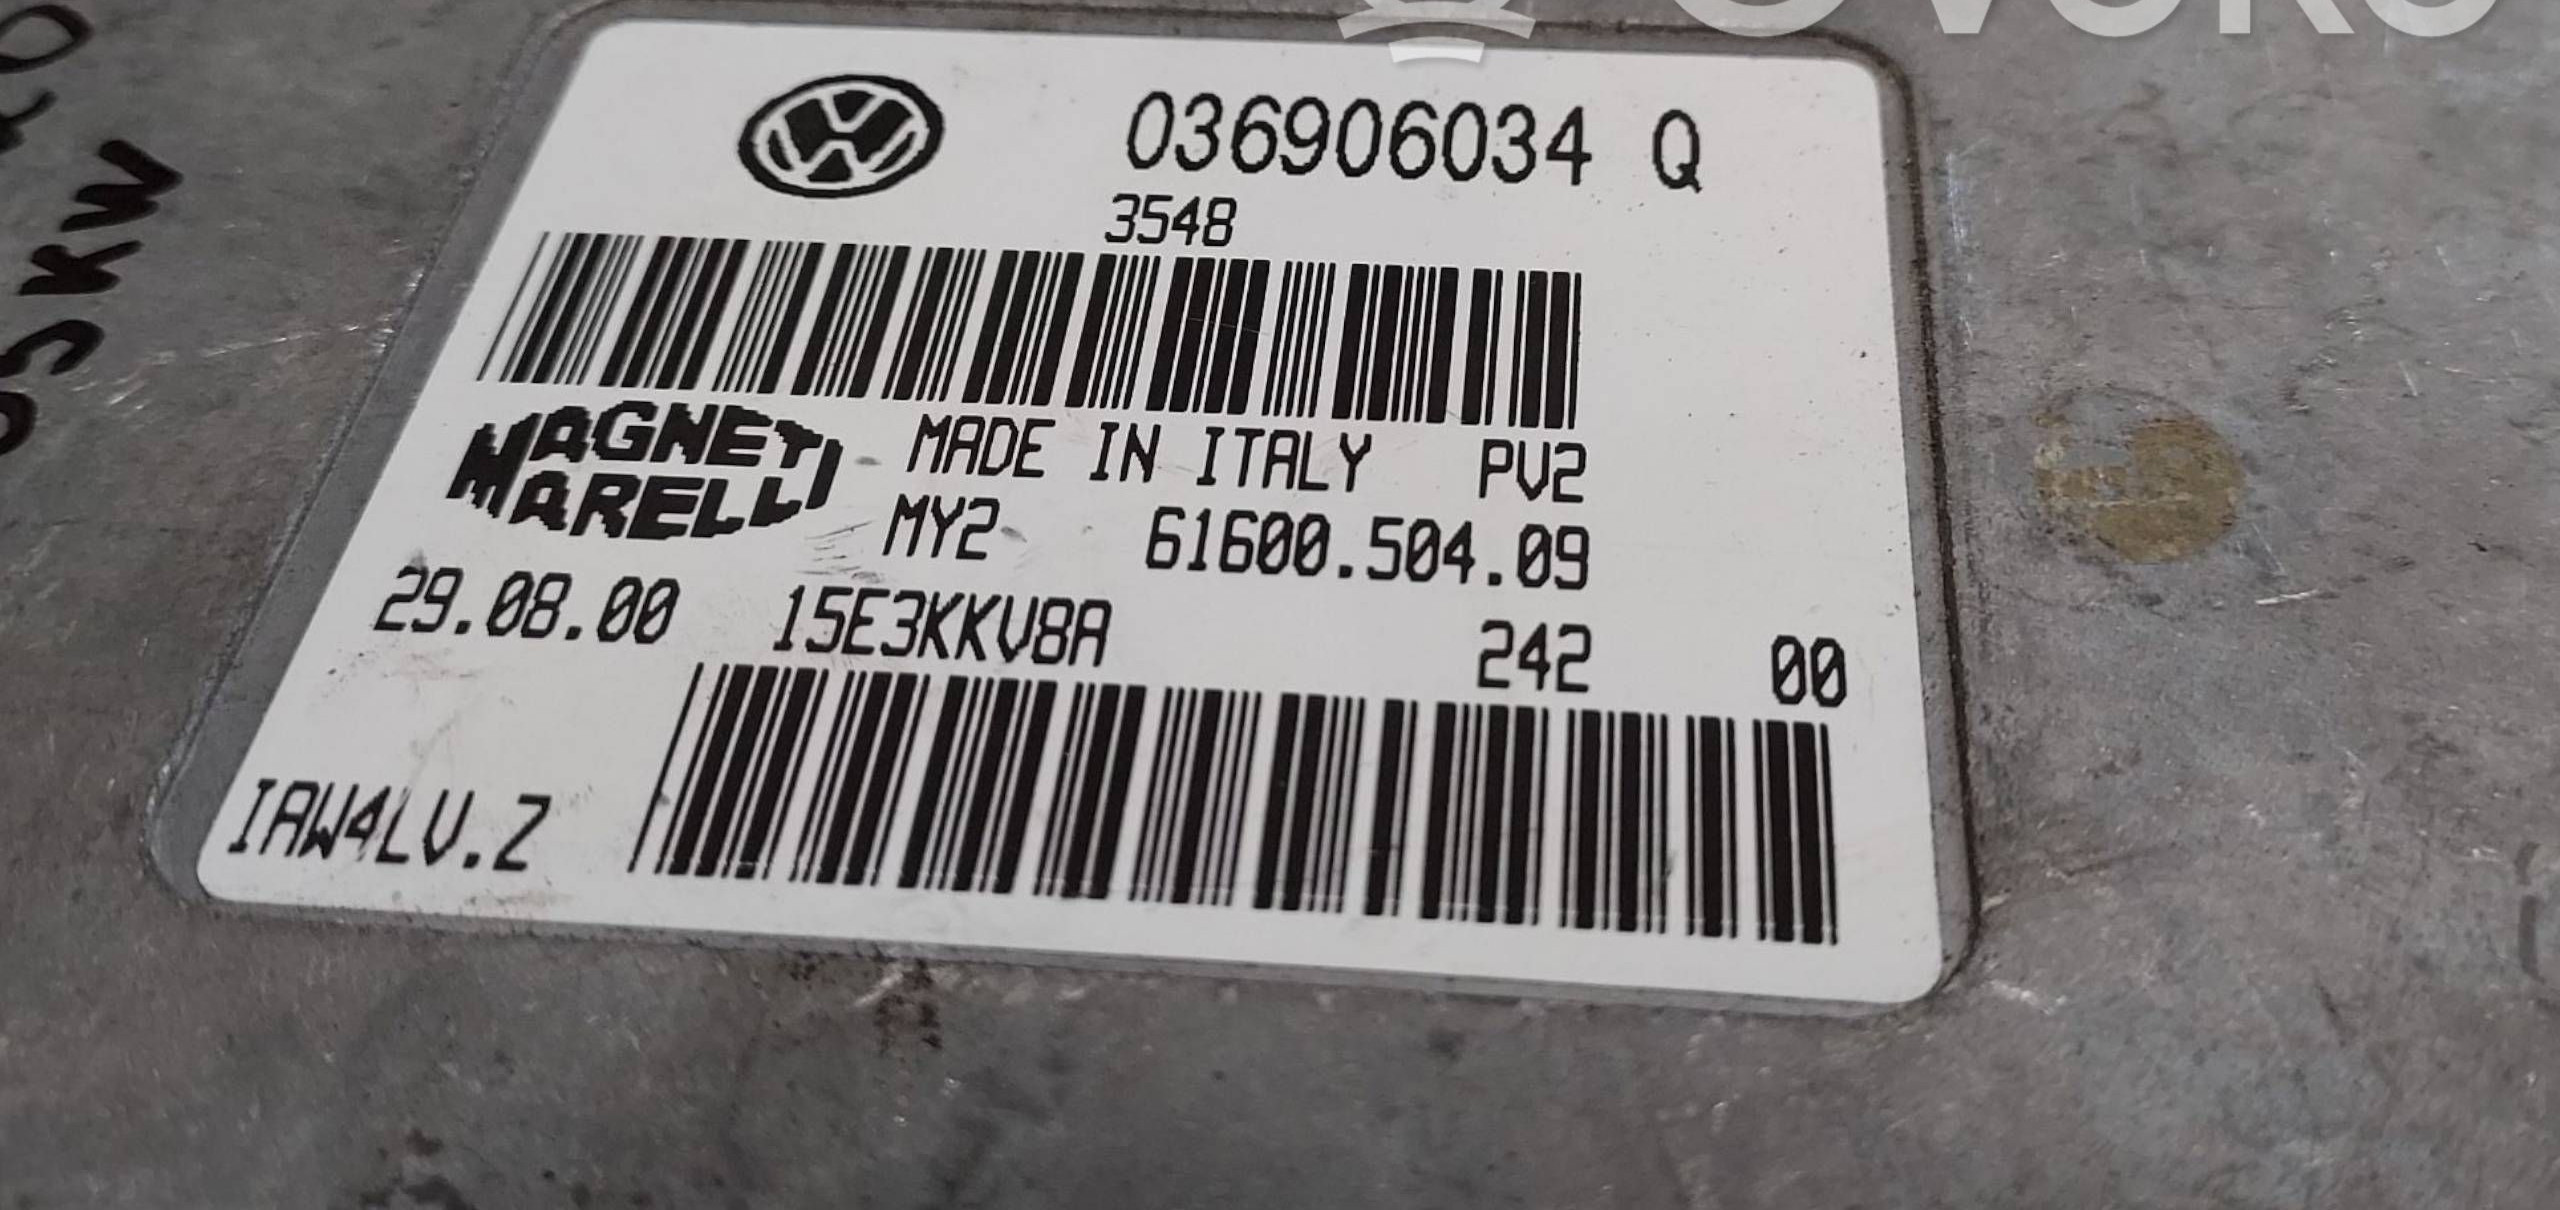 036906034 Q
3548
MAGNETI MARELLI
MADE IN ITALY PV2
MY2 61600.504.09
29.08.00 15E3KKV8A 242 00
IAW4LV.Z
KW